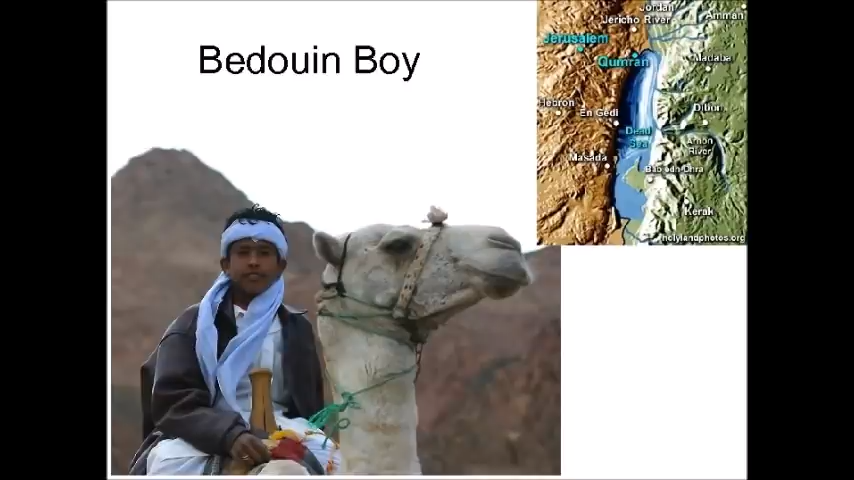 Bedouin Boy
Jordan
Jericho River
Amman
Jerusalem
Qumran
Madaba
Hebron
En Gedi
Dibon
Dead
Sea
Arnon
River
Masada
Bab edh-Dhra
Kerak
holylandphotos.org